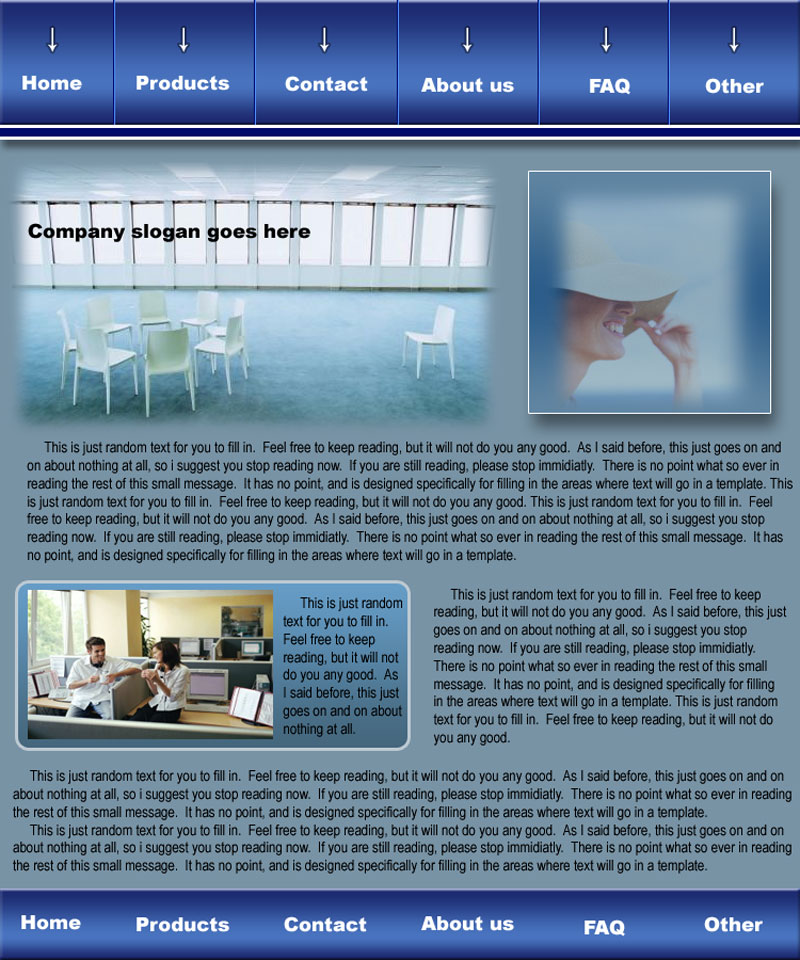 Home Products Contact About us FAQ Other
Company slogan goes here
This is just random text for you to fill in. Feel free to keep reading, but it will not do you any good. As I said before, this just goes on and
on about nothing at all, so i suggest you stop reading now. If you are still reading, please stop immidiatly. There is no point what so ever in
reading the rest of this small message. It has no point, and is designed specifically for filling in the areas where text will go in a template. This
is just random text for you to fill in. Feel free to keep reading, but it will not do you any good. This is just random text for you to fill in. Feel
free to keep reading, but it will not do you any good. As I said before, this just goes on and on about nothing at all, so i suggest you stop
reading now. If you are still reading, please stop immidiatly. There is no point what so ever in reading the rest of this small message. It has
no point, and is designed specifically for filling in the areas where text will go in a template.
This is just random
text for you to fill in.
Feel free to keep
reading, but it will not
do you any good. As
I said before, this just
goes on and on about
nothing at all.
This is just random text for you to fill in. Feel free to keep
reading, but it will not do you any good. As I said before, this just
goes on and on about nothing at all, so i suggest you stop
reading now. If you are still reading, please stop immidiatly.
There is no point what so ever in reading the rest of this small
message. It has no point, and is designed specifically for filling
in the areas where text will go in a template. This is just random
text for you to fill in. Feel free to keep reading, but it will not do
you any good.
This is just random text for you to fill in. Feel free to keep reading, but it will not do you any good. As I said before, this just goes on and on
about nothing at all, so i suggest you stop reading now. If you are still reading, please stop immidiatly. There is no point what so ever in reading
the rest of this small message. It has no point, and is designed specifically for filling in the areas where text will go in a template.
This is just random text for you to fill in. Feel free to keep reading, but it will not do you any good. As I said before, this just goes on and on
about nothing at all, so i suggest you stop reading now. If you are still reading, please stop immidiatly. There is no point what so ever in reading
the rest of this small message. It has no point, and is designed specifically for filling in the areas where text will go in a template.
Home Products Contact About us FAQ Other